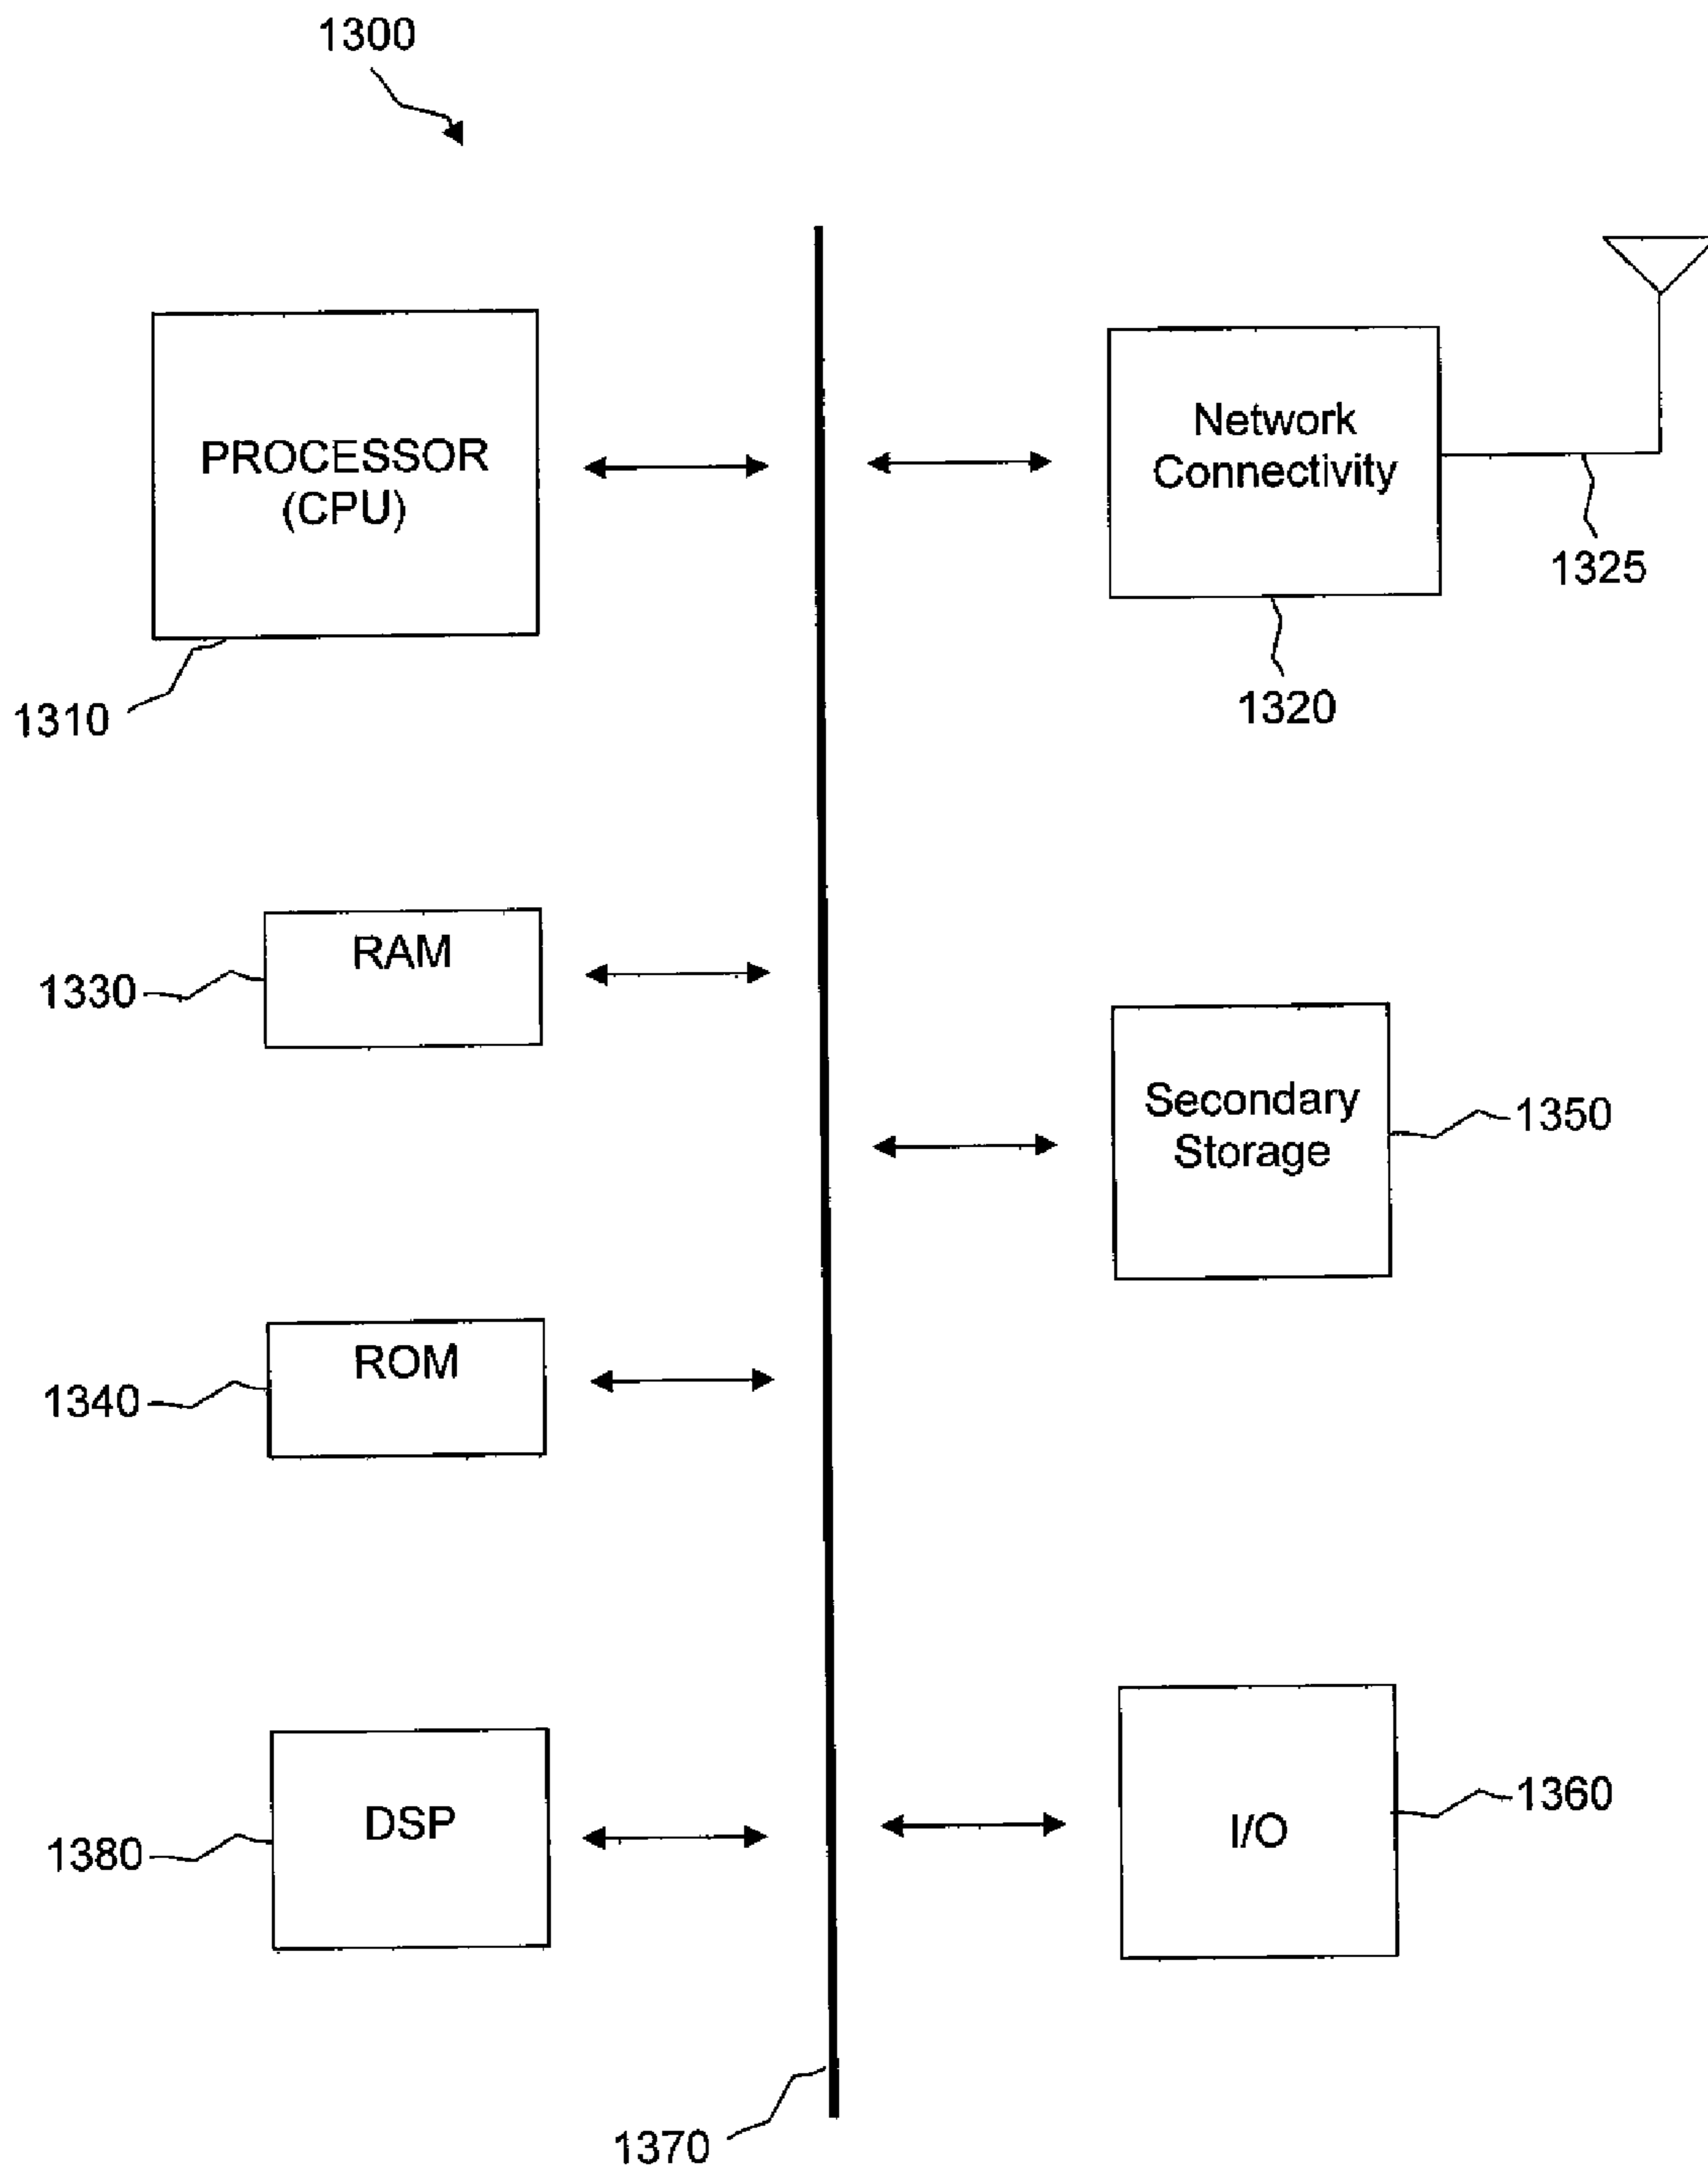 1300
PROCESSOR
(CPU)
Network
Connectivity
1325
1310
1320
RAM
1330
Secondary
Storage
1350
ROM
1340
DSP
1380
I/O
1360
1370